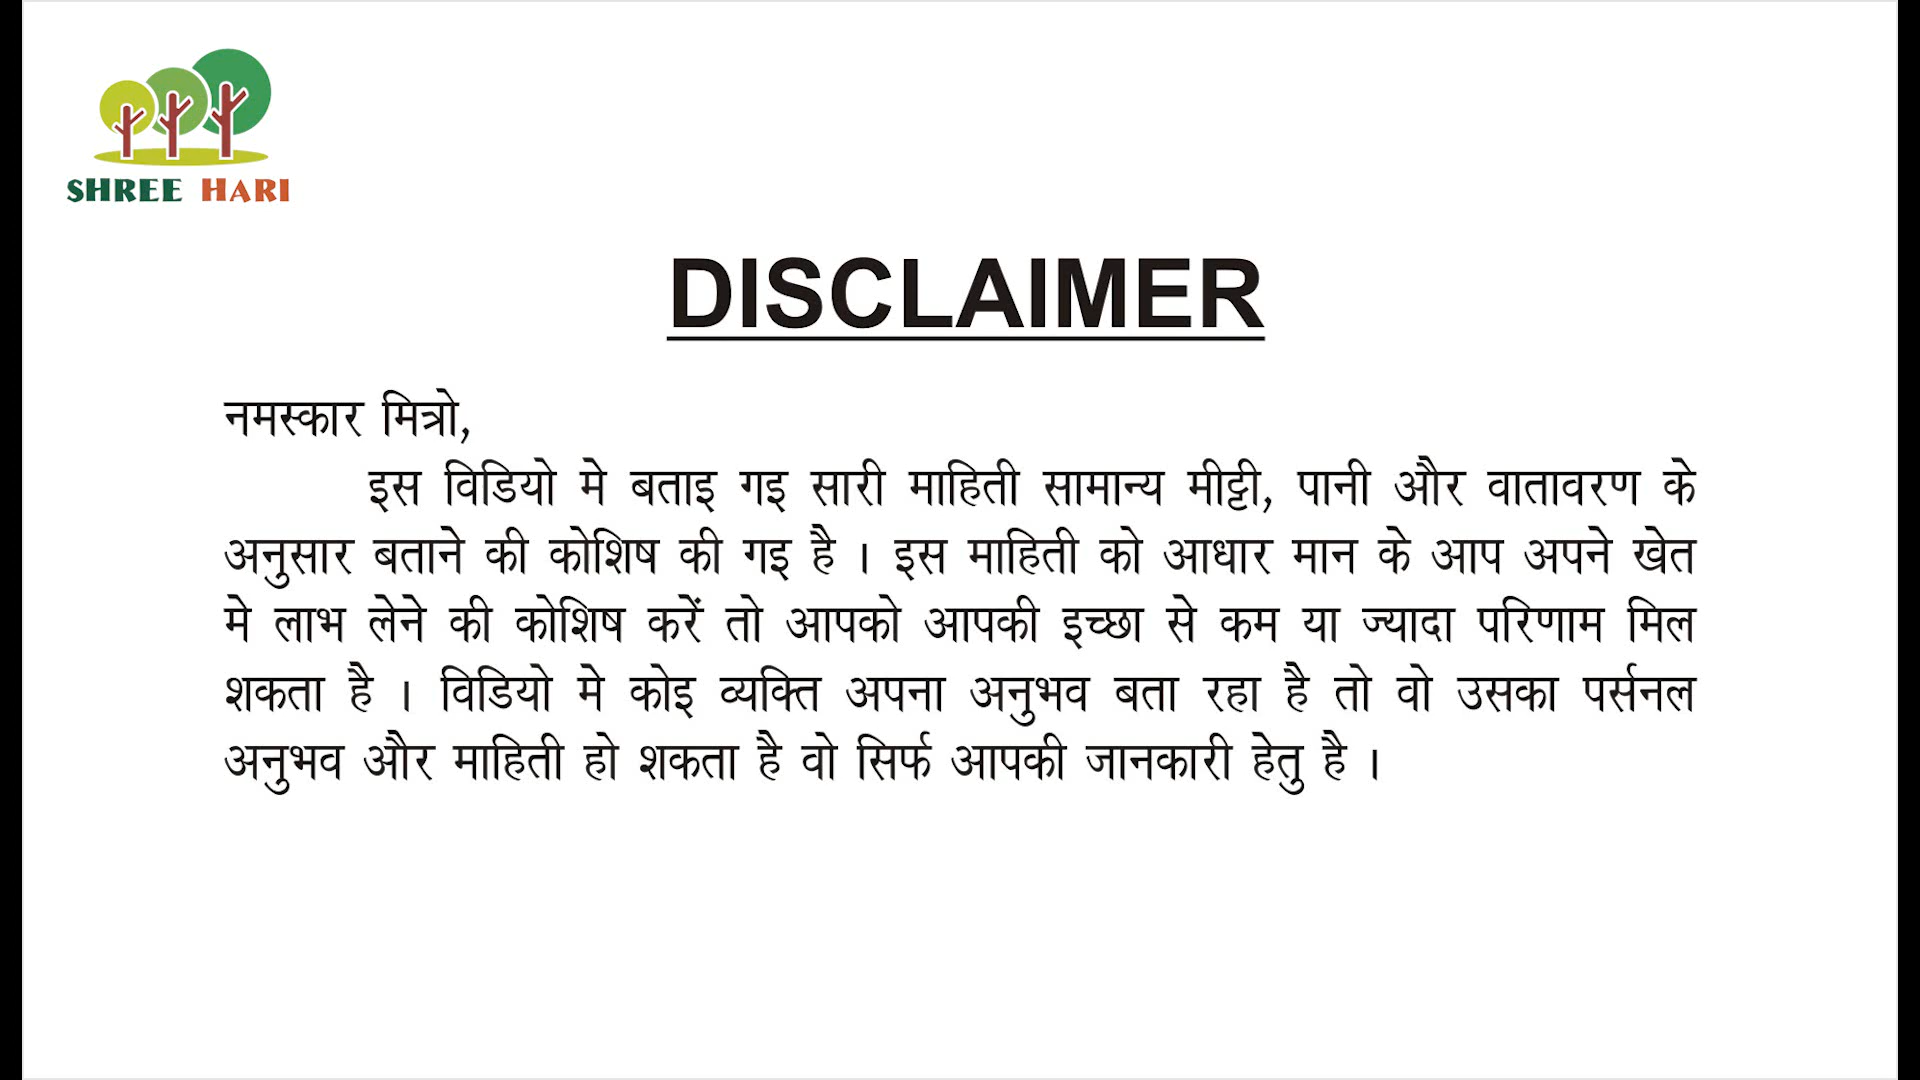 SHREE HARI
DISCLAIMER
नमस्कार मित्रो,
इस विडियो मे बताइ गइ सारी माहिती सामान्य मीट्टी, पानी और वातावरण के
अनुसार बताने की कोशिष की गइ है । इस माहिती को आधार मान के आप अपने खेत
मे लाभ लेने की कोशिष करें तो आपको आपकी इच्छा से कम या ज्यादा परिणाम मिल
शकता है । विडियो मे कोइ व्यक्ति अपना अनुभव बता रहा है तो वो उसका पर्सनल
अनुभव और माहिती हो शकता है वो सिर्फ आपकी जानकारी हेतु है ।